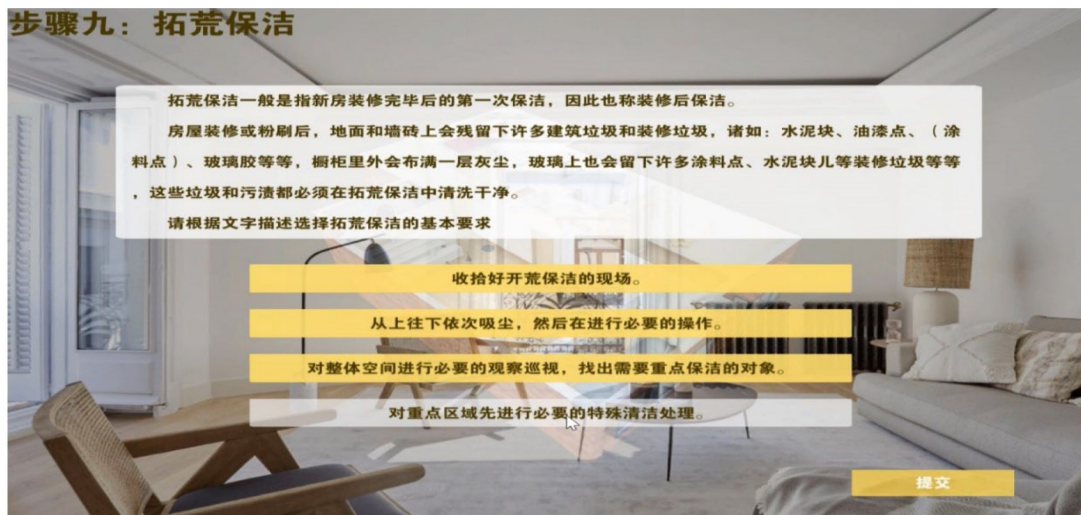 步骤九：拓荒保洁
拓荒保洁一般是指新房装修完毕后的第一次保洁，因此也称装修后保洁。
房屋装修或粉刷后，地面和墙砖上会残留下许多建筑垃圾和装修垃圾，诸如：水泥块、油漆点、（涂
料点）、玻璃胶等等，橱柜里外会布满一层灰尘，玻璃上也会留下许多涂料点、水泥块儿等装修垃圾等等
，这些垃圾和污渍都必须在拓荒保洁中清洗干净。
请根据文字描述选择拓荒保洁的基本要求
收拾好开荒保洁的现场。
从上往下依次吸尘，然后在进行必要的操作。
对整体空间进行必要的观察巡视，找出需要重点保洁的对象。
对重点区域先进行必要的特殊清洁处理。
提交